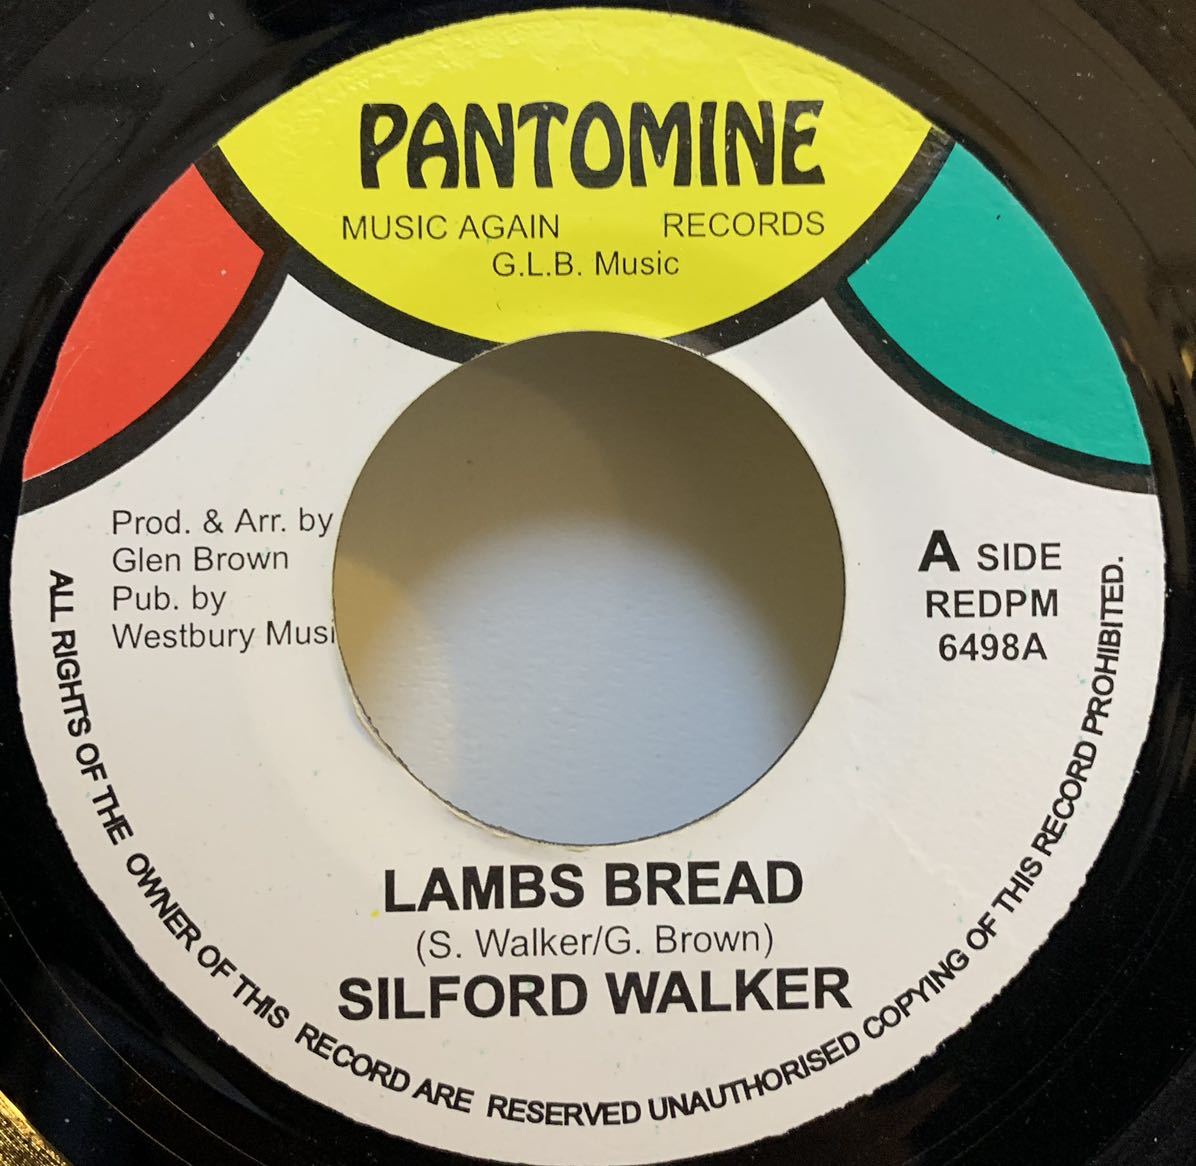 PANTOMINE
MUSIC AGAIN RECORDS
G.L.B. Music
Prod. & Arr. by
Glen Brown
Pub. by
Westbury Musi
A SIDE
REDPM
6498A
LAMBS BREAD
(S. Walker/G. Brown)
SILFORD WALKER
ALL RIGHTS OF THE OWNER OF THIS RECORD ARE RESERVED UNAUTHORISED COPYING OF THIS RECORD PROHIBITED.